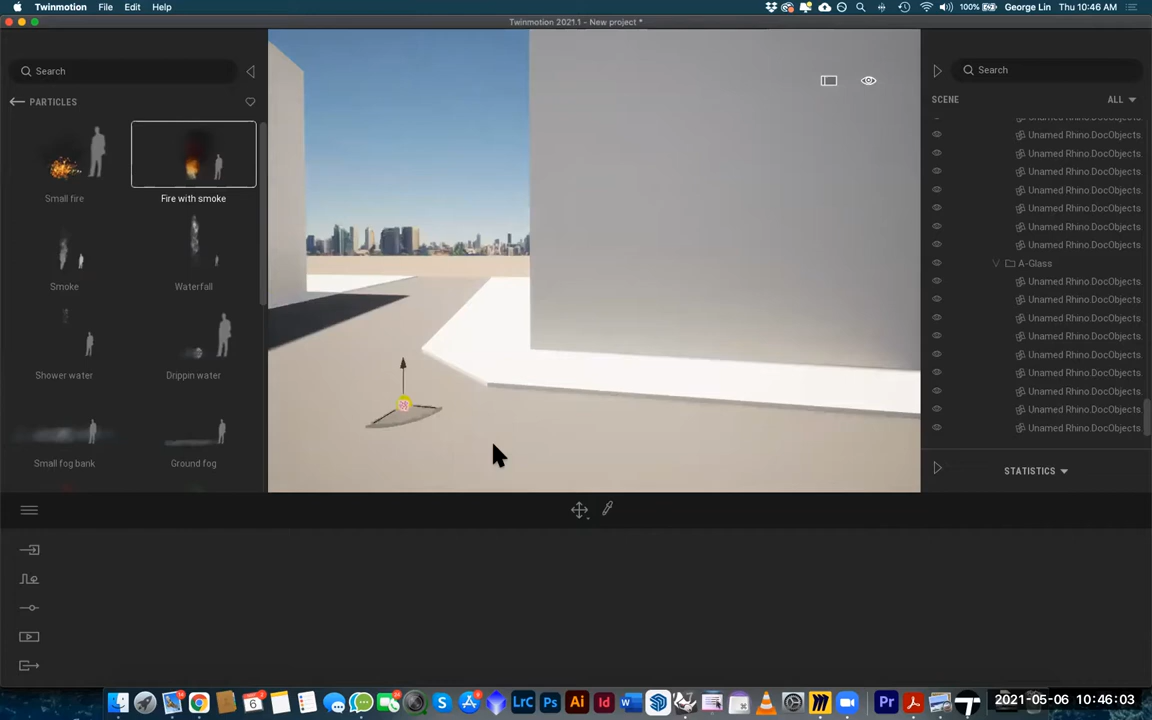 Twinmotion File Edit Help 100% George Lin Thu 10:46 AM
Twinmotion 2021.1 - New project *
Search
PARTICLES
Small fire
Fire with smoke
Smoke
Waterfall
Shower water
Drippin water
Small fog bank
Ground fog
Search
SCENE ALL
Unamed Rhino.DocObjects.
Unamed Rhino.DocObjects.
Unamed Rhino.DocObjects.
Unamed Rhino.DocObjects.
Unamed Rhino.DocObjects.
Unamed Rhino.DocObjects.
Unamed Rhino.DocObjects.
Unamed Rhino.DocObjects.
A-Glass
Unamed Rhino.DocObjects.
Unamed Rhino.DocObjects.
Unamed Rhino.DocObjects.
Unamed Rhino.DocObjects.
Unamed Rhino.DocObjects.
Unamed Rhino.DocObjects.
Unamed Rhino.DocObjects.
Unamed Rhino.DocObjects.
Unamed Rhino.DocObjects.
STATISTICS
LrC Ps Ai Id Pr
2021-05-06 10:46:03